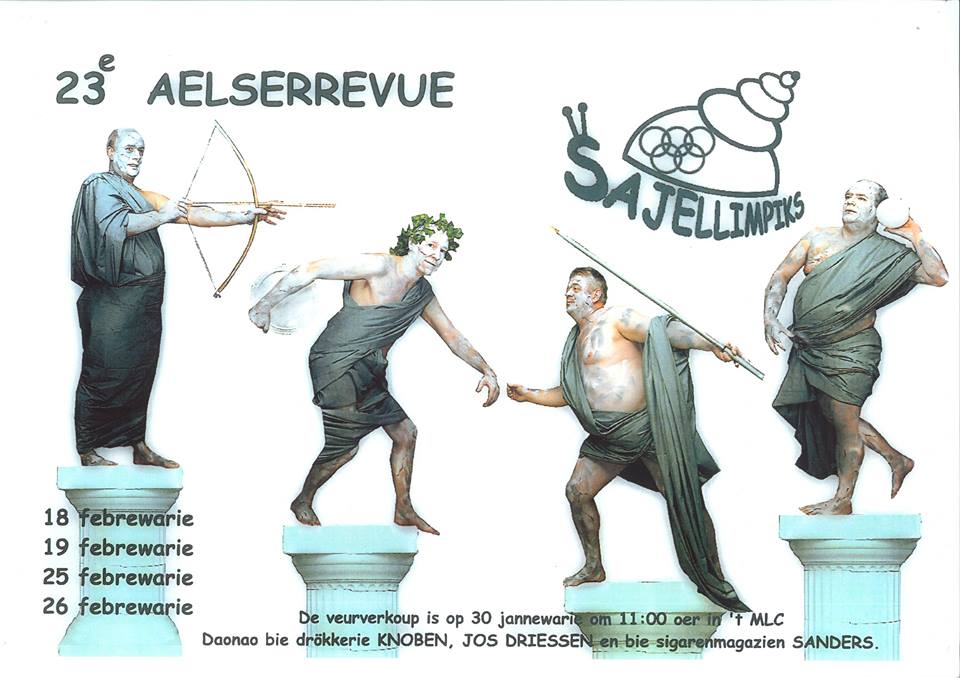 23e AELSERREVUE
SAJELLIMPIKS
18 febrewarie
19 febrewarie
25 febrewarie
26 febrewarie
De veurverkoup is op 30 jannewarie om 11:00 oer in 't MLC
Daonao bie drökkerie KNOBEN, JOS DRIESSEN en bie sigarenmagazien SANDERS.